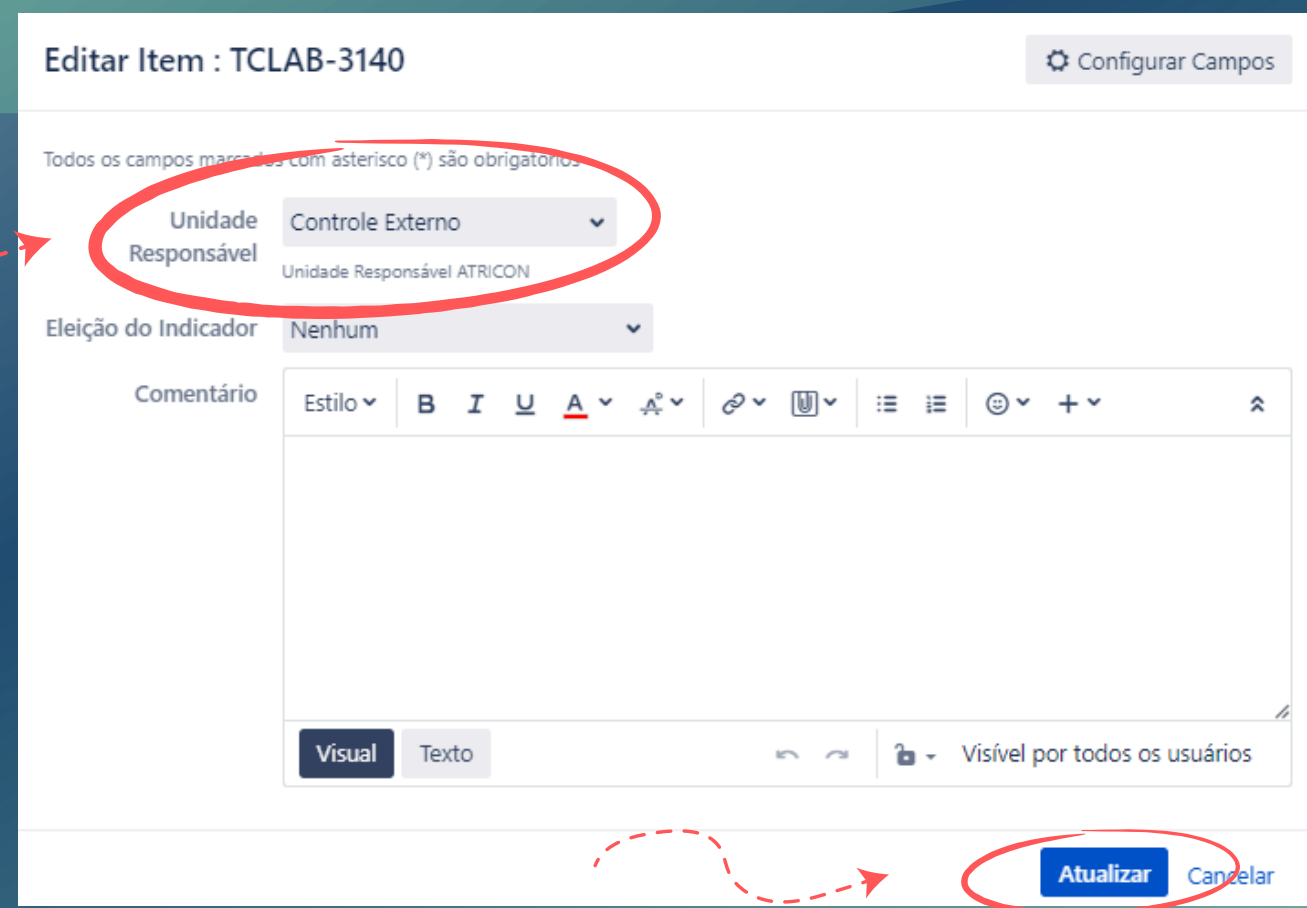 Editar Item : TCLAB-3140
Configurar Campos
Todos os campos marcados com asterisco (*) são obrigatórios
Unidade Responsável
Controle Externo
Unidade Responsável ATRICON
Eleição do Indicador
Nenhum
Comentário
Estilo B I U A
Visual Texto Visível por todos os usuários
Atualizar Cancelar